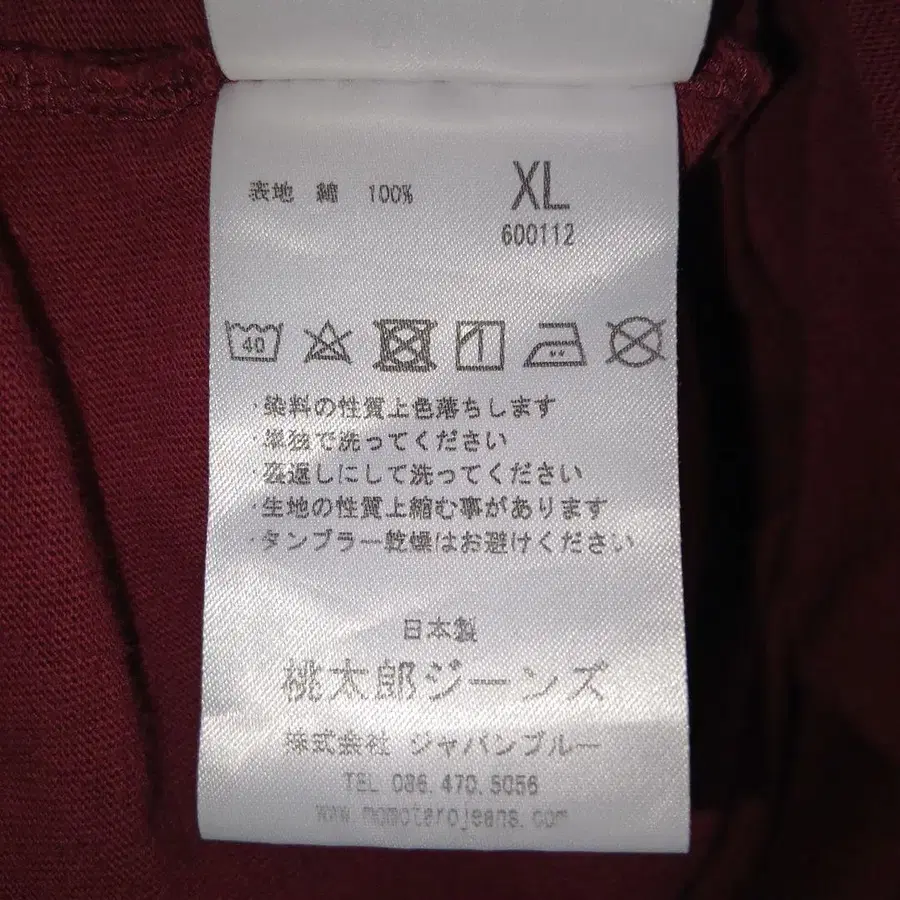 表地 綿 100%
XL
600112
40
・染料の性質上色落ちします
・単独で洗ってください
・裏返しにして洗ってください
・生地の性質上縮む事があります
・タンブラー乾燥はお避けください
日本製
桃太郎ジーンズ
株式会社 ジャパンブルー
TEL 086.470.5056
www.momotarojeans.com